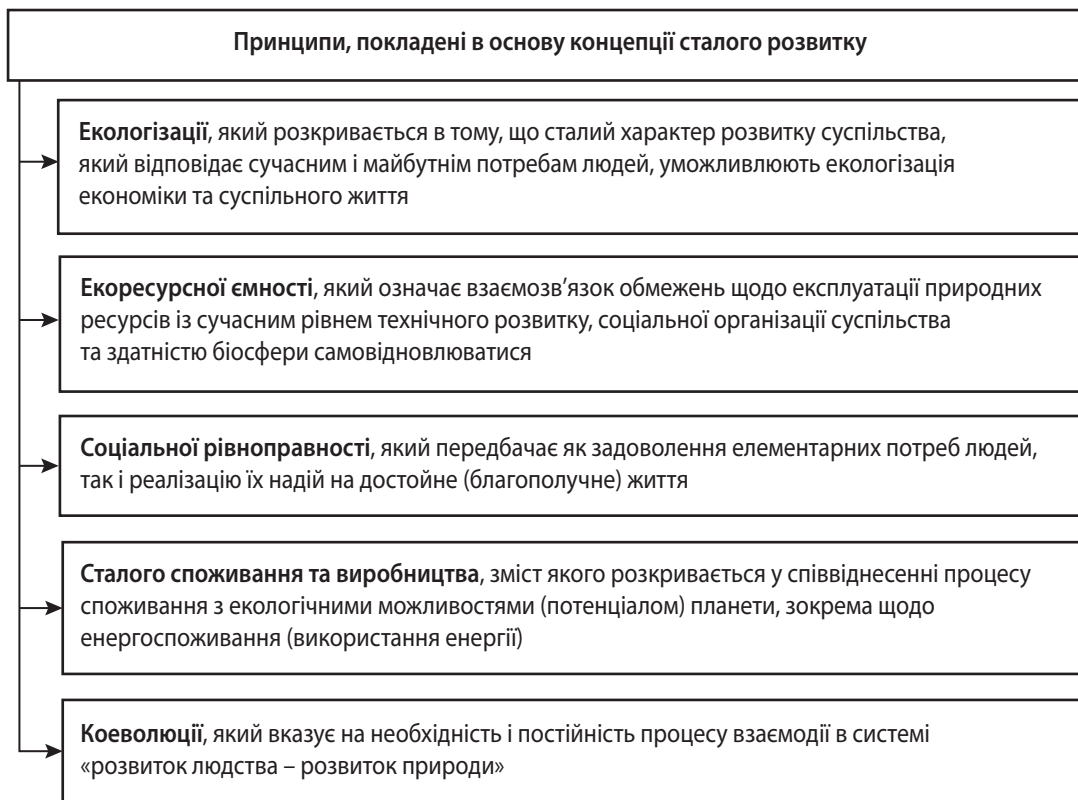 Принципи, покладені в основу концепції сталого розвитку
Екологізації, який розкривається в тому, що сталий характер розвитку суспільства,
який відповідає сучасним і майбутнім потребам людей, уможливлюють екологізація
економіки та суспільного життя
Екоресурсної ємності, який означає взаємозв'язок обмежень щодо експлуатації природних
ресурсів із сучасним рівнем технічного розвитку, соціальної організації суспільства
та здатністю біосфери самовідновлюватися
Соціальної рівноправності, який передбачає як задоволення елементарних потреб людей,
так і реалізацію їх надій на достойне (благополучне) життя
Сталого споживання та виробництва, зміст якого розкривається у співвіднесенні процесу
споживання з екологічними можливостями (потенціалом) планети, зокрема щодо
енергоспоживання (використання енергії)
Коеволюції, який вказує на необхідність і постійність процесу взаємодії в системі
«розвиток людства – розвиток природи»